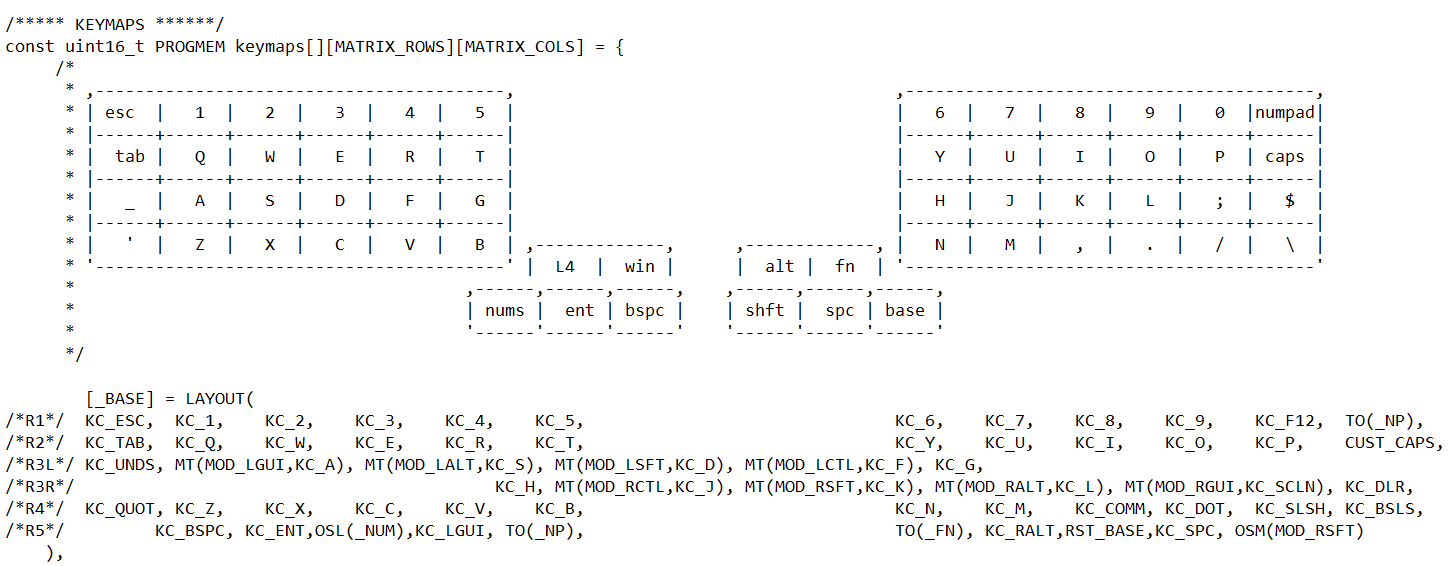 /***** KEYMAPS ******/
const uint16_t PROGMEM keymaps[][MATRIX_ROWS][MATRIX_COLS] = {
     /*
      * ,-----------------------------------------,                                      ,-----------------------------------------,
      * | esc  |   1  |   2  |   3  |   4  |   5  |                                      |   6  |   7  |   8  |   9  |   0  |numpad|
      * |------+------+------+------+------+------|                                      |------+------+------+------+------+------|
      * |  tab |   Q  |   W  |   E  |   R  |   T  |                                      |   Y  |   U  |   I  |   O  |   P  | caps |
      * |------+------+------+------+------+------|                                      |------+------+------+------+------+------|
      * |   _  |   A  |   S  |   D  |   F  |   G  |                                      |   H  |   J  |   K  |   L  |   ;  |   $  |
      * |------+------+------+------+------+------|                                      |------+------+------+------+------+------|
      * |   '  |   Z  |   X  |   C  |   V  |   B  | ,-------------,      ,-------------, |   N  |   M  |   ,  |   .  |   /  |   \  |
      * '-----------------------------------------' |  L4  |  win |      |  alt |  fn  | '-----------------------------------------'
      *                                       ,------,------,------,    ,------,------,------,
      *                                       | nums |  ent | bspc |    | shft |  spc | base |
      *                                       '------'------'------'    '------'------'------'
      */
        [_BASE] = LAYOUT(
/*R1*/  KC_ESC,  KC_1,    KC_2,    KC_3,    KC_4,    KC_5,                               KC_6,    KC_7,    KC_8,    KC_9,    KC_F12,  TO(_NP),
/*R2*/  KC_TAB,  KC_Q,    KC_W,    KC_E,    KC_R,    KC_T,                               KC_Y,    KC_U,    KC_I,    KC_O,    KC_P,    CUST_CAPS,
/*R3L*/ KC_UNDS, MT(MOD_LGUI,KC_A), MT(MOD_LALT,KC_S), MT(MOD_LSFT,KC_D), MT(MOD_LCTL,KC_F), KC_G,
/*R3R*/                                          KC_H, MT(MOD_RCTL,KC_J), MT(MOD_RSFT,KC_K), MT(MOD_RALT,KC_L), MT(MOD_RGUI,KC_SCLN), KC_DLR,
/*R4*/  KC_QUOT, KC_Z,    KC_X,    KC_C,    KC_V,    KC_B,                               KC_N,    KC_M,    KC_COMM, KC_DOT,  KC_SLSH, KC_BSLS,
/*R5*/         KC_BSPC, KC_ENT,OSL(_NUM),KC_LGUI, TO(_NP),                               TO(_FN), KC_RALT,RST_BASE,KC_SPC, OSM(MOD_RSFT)
    ),